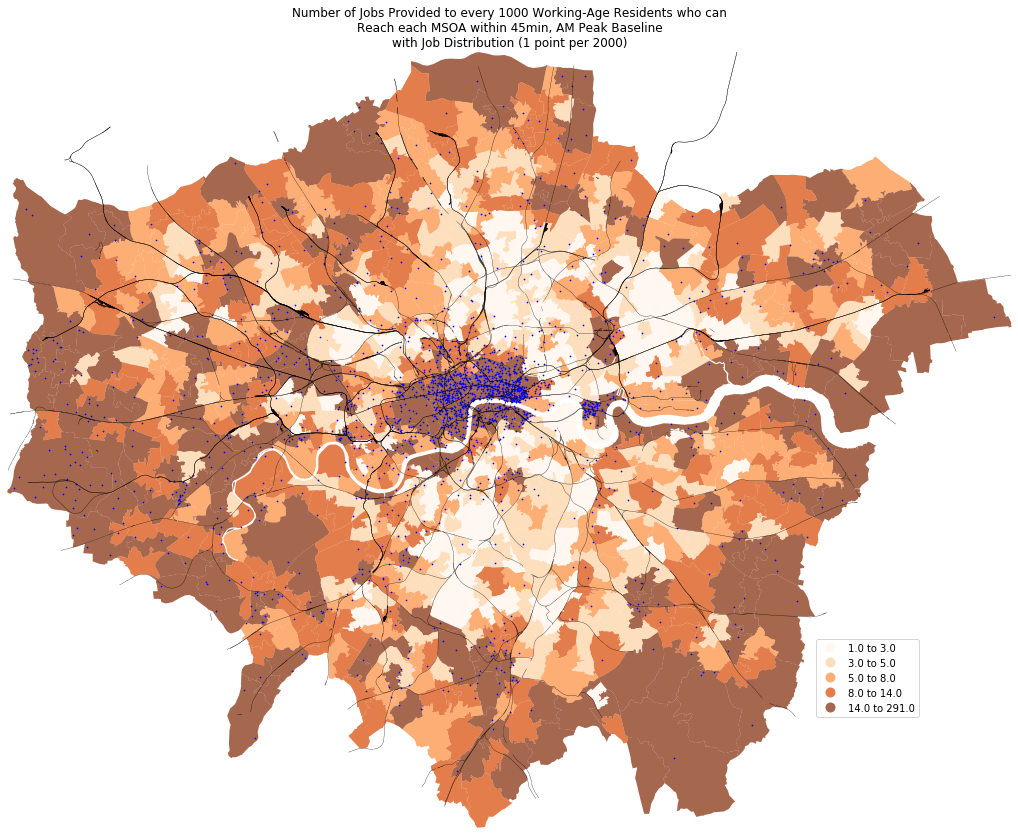 Number of Jobs Provided to every 1000 Working-Age Residents who can
Reach each MSOA within 45min, AM Peak Baseline
with Job Distribution (1 point per 2000)
1.0 to 3.0
3.0 to 5.0
5.0 to 8.0
8.0 to 14.0
14.0 to 291.0